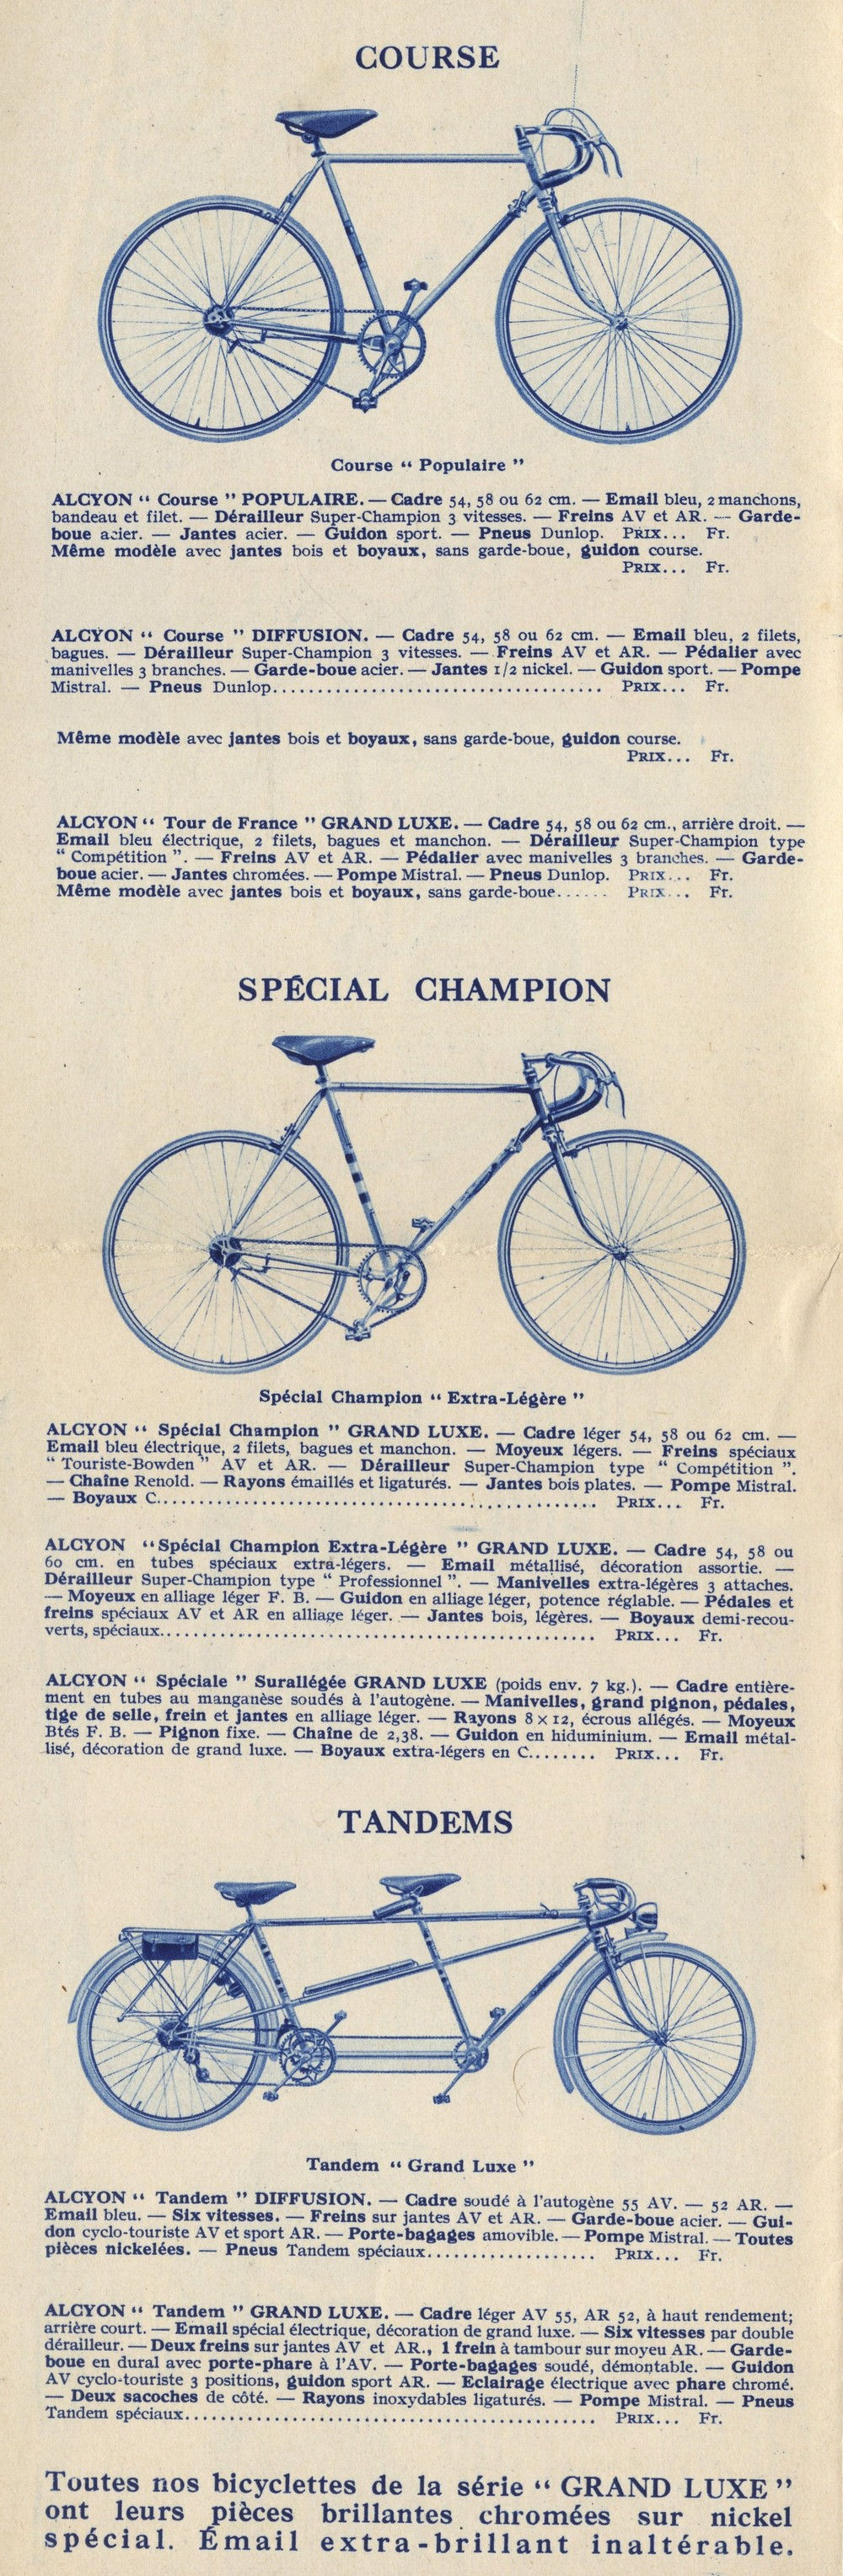 COURSE
Course “ Populaire ”
ALCYON “ Course ” POPULAIRE. — Cadre 54, 58 ou 62 cm. — Email bleu, 2 manchons,
bandeau et filet. — Dérailleur Super-Champion 3 vitesses. — Freins AV et AR. — Garde-
boue acier. — Jantes acier. — Guidon sport. — Pneus Dunlop. PRIX... Fr.
Même modèle avec jantes bois et boyaux, sans garde-boue, guidon course.
PRIX... Fr.
ALCYON “ Course ” DIFFUSION. — Cadre 54, 58 ou 62 cm. — Email bleu, 2 filets,
bagues. — Dérailleur Super-Champion 3 vitesses. — Freins AV et AR. — Pédalier avec
manivelles 3 branches. — Garde-boue acier. — Jantes 1/2 nickel. — Guidon sport. — Pompe
Mistral. — Pneus Dunlop.................................... PRIX... Fr.
Même modèle avec jantes bois et boyaux, sans garde-boue, guidon course.
PRIX... Fr.
ALCYON “ Tour de France ” GRAND LUXE. — Cadre 54, 58 ou 62 cm., arrière droit. —
Email bleu électrique, 2 filets, bagues et manchon. — Dérailleur Super-Champion type
“ Compétition ”. — Freins AV et AR. — Pédalier avec manivelles 3 branches. — Garde-
boue acier. — Jantes chromées. — Pompe Mistral. — Pneus Dunlop. PRIX... Fr.
Même modèle avec jantes bois et boyaux, sans garde-boue...... PRIX... Fr.
SPÉCIAL CHAMPION
Spécial Champion “ Extra-Légère ”
ALCYON “ Spécial Champion ” GRAND LUXE. — Cadre léger 54, 58 ou 62 cm. —
Email bleu électrique, 2 filets, bagues et manchon. — Moyeux légers. — Freins spéciaux
“ Touriste-Bowden ” AV et AR. — Dérailleur Super-Champion type “ Compétition ”.
— Chaîne Renold. — Rayons émaillés et ligaturés. — Jantes bois plates. — Pompe Mistral.
— Boyaux C.................................................. PRIX... Fr.
ALCYON “Spécial Champion Extra-Légère ” GRAND LUXE. — Cadre 54, 58 ou
60 cm. en tubes spéciaux extra-légers. — Email métallisé, décoration assortie. —
Dérailleur Super-Champion type “ Professionnel ”. — Manivelles extra-légères 3 attaches.
— Moyeux en alliage léger F. B. — Guidon en alliage léger, potence réglable. — Pédales et
freins spéciaux AV et AR en alliage léger. — Jantes bois, légères. — Boyaux demi-recou-
verts, spéciaux.................................................. PRIX... Fr.
ALCYON “ Spéciale ” Surallégée GRAND LUXE (poids env. 7 kg.). — Cadre entière-
ment en tubes au manganèse soudés à l'autogène. — Manivelles, grand pignon, pédales,
tige de selle, frein et jantes en alliage léger. — Rayons 8 × 12, écrous allégés. — Moyeux
Btés F. B. — Pignon fixe. — Chaîne de 2,38. — Guidon en hiduminium. — Email métal-
lisé, décoration de grand luxe. — Boyaux extra-légers en C........ PRIX... Fr.
TANDEMS
Tandem “ Grand Luxe ”
ALCYON “ Tandem ” DIFFUSION. — Cadre soudé à l'autogène 55 AV. — 52 AR. —
Email bleu. — Six vitesses. — Freins sur jantes AV et AR. — Garde-boue acier. — Gui-
don cyclo-touriste AV et sport AR. — Porte-bagages amovible. — Pompe Mistral. — Toutes
pièces nickelées. — Pneus Tandem spéciaux.................. PRIX... Fr.
ALCYON “ Tandem ” GRAND LUXE. — Cadre léger AV 55, AR 52, à haut rendement;
arrière court. — Email spécial électrique, décoration de grand luxe. — Six vitesses par double
dérailleur. — Deux freins sur jantes AV et AR., 1 frein à tambour sur moyeu AR. — Garde-
boue en dural avec porte-phare à l'AV. — Porte-bagages soudé, démontable. — Guidon
AV cyclo-touriste 3 positions, guidon sport AR. — Eclairage électrique avec phare chromé.
— Deux sacoches de côté. — Rayons inoxydables ligaturés. — Pompe Mistral. — Pneus
Tandem spéciaux............................................... PRIX... Fr.
Toutes nos bicyclettes de la série “ GRAND LUXE ”
ont leurs pièces brillantes chromées sur nickel
spécial. Émail extra-brillant inaltérable.